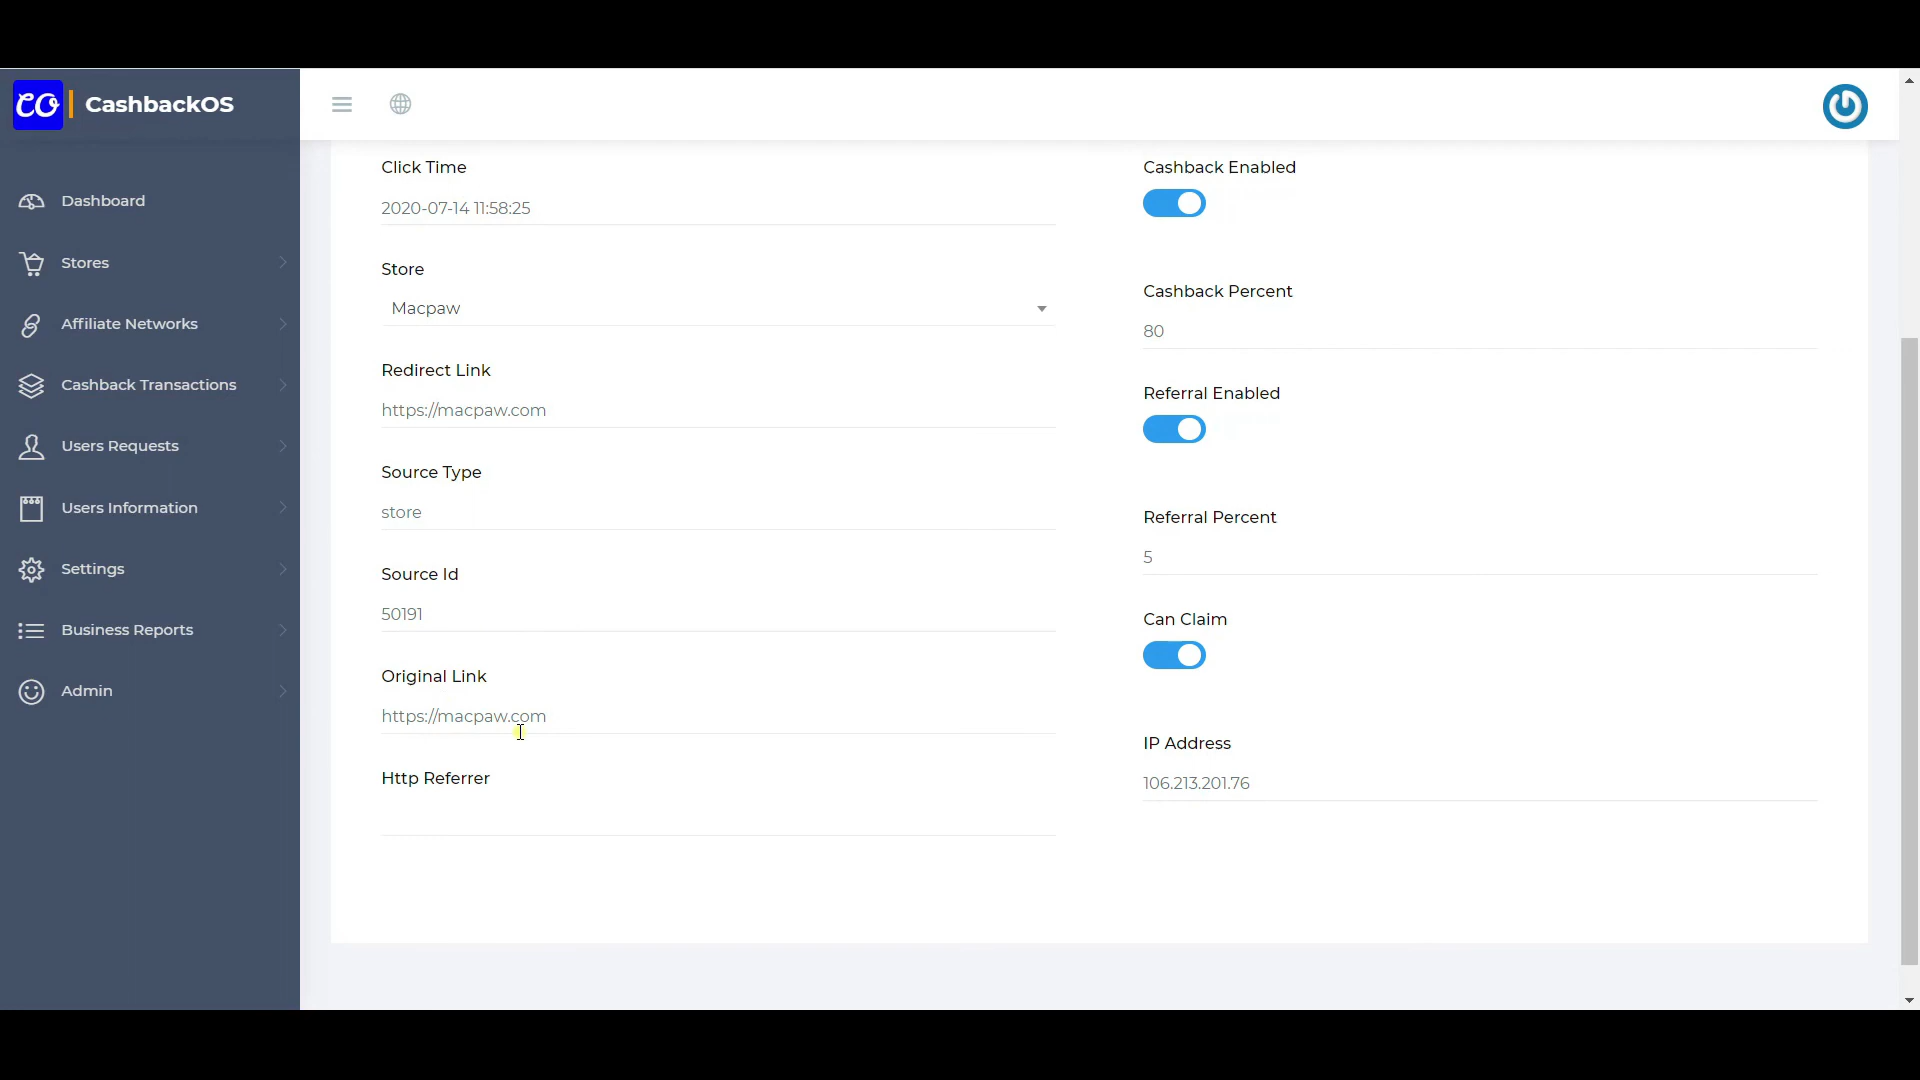 CO | CashbackOS
Dashboard
Stores
Affiliate Networks
Cashback Transactions
Users Requests
Users Information
Settings
Business Reports
Admin
Click Time
2020-07-14 11:58:25
Store
Macpaw
Redirect Link
https://macpaw.com
Source Type
store
Source Id
50191
Original Link
https://macpaw.com
Http Referrer
Cashback Enabled
Cashback Percent
80
Referral Enabled
Referral Percent
5
Can Claim
IP Address
106.213.201.76